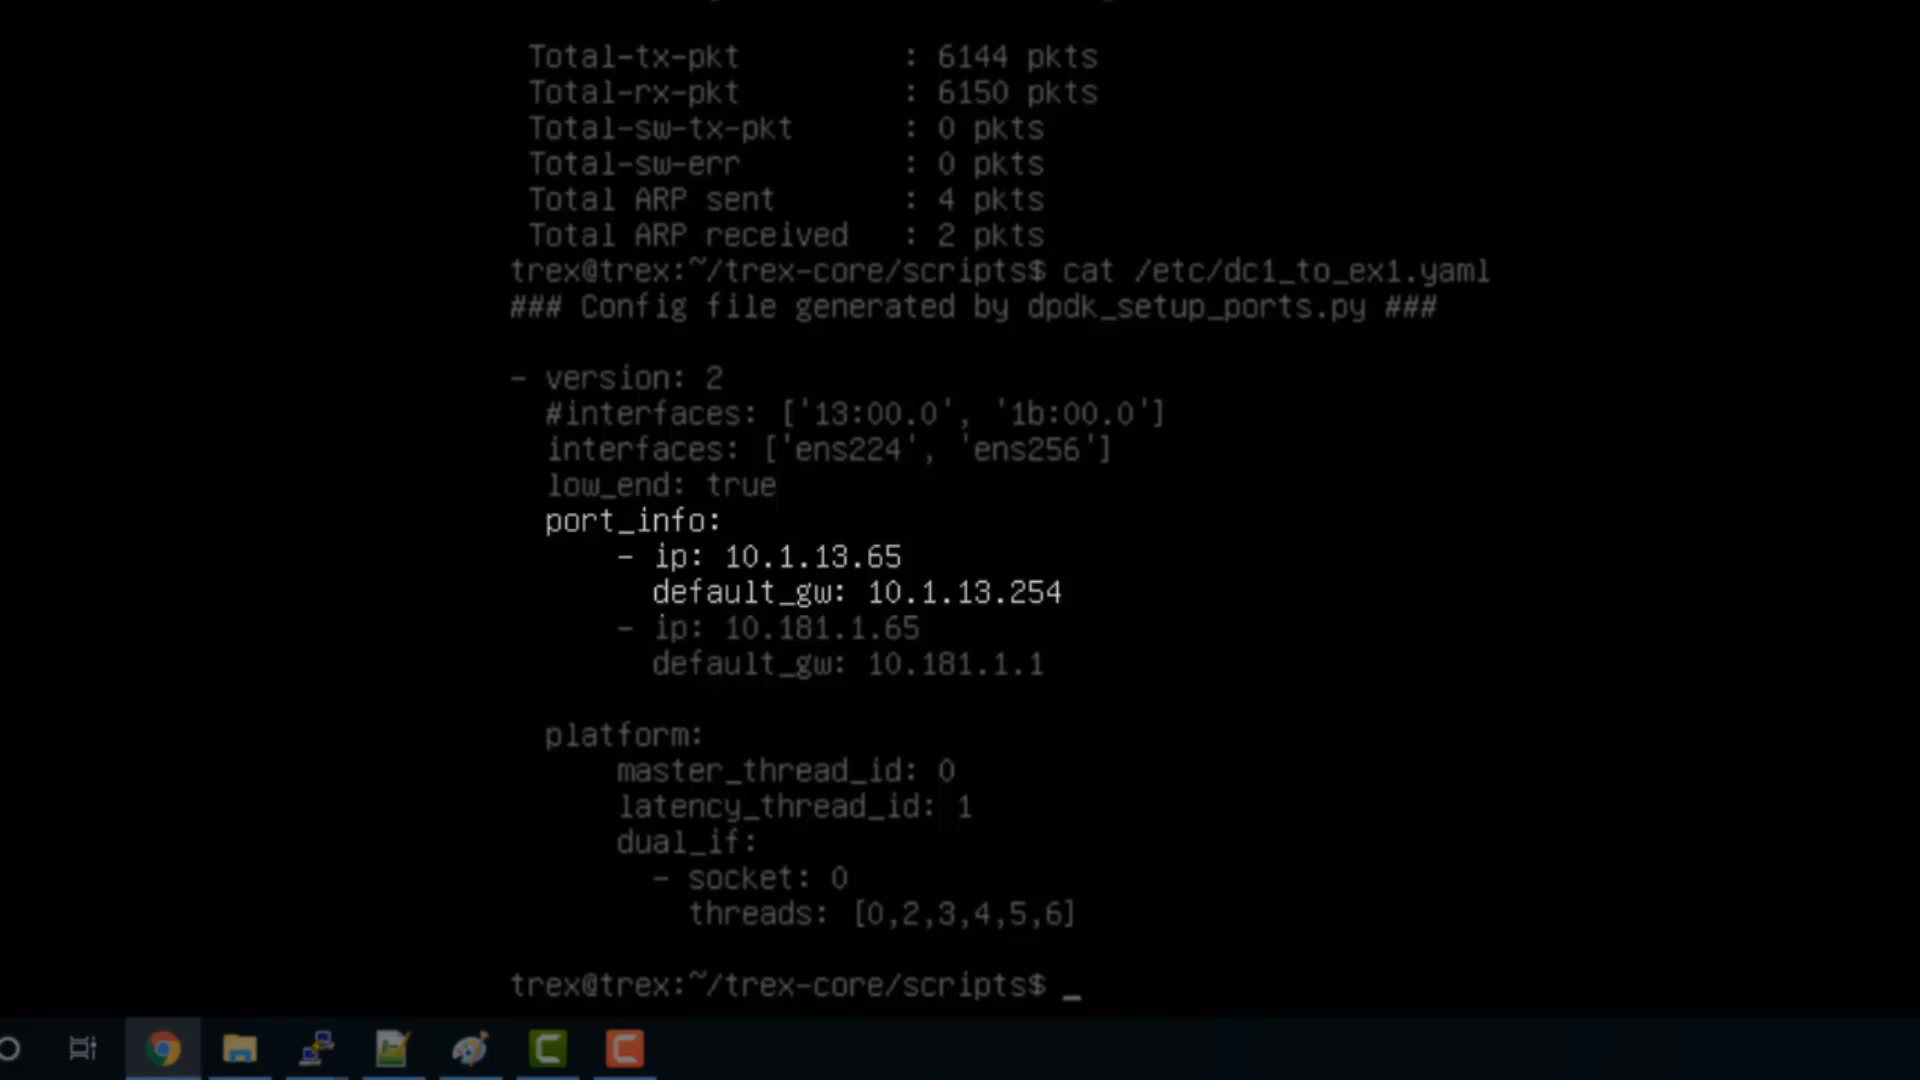 Total-tx-pkt : 6144 pkts
Total-rx-pkt : 6150 pkts
Total-sw-tx-pkt : 0 pkts
Total-sw-err : 0 pkts
Total ARP sent : 4 pkts
Total ARP received : 2 pkts
trex@trex:~/trex-core/scripts$ cat /etc/dc1_to_ex1.yaml
### Config file generated by dpdk_setup_ports.py ###
- version: 2
#interfaces: ['13:00.0', '1b:00.0']
interfaces: ['ens224', 'ens256']
low_end: true
port_info:
- ip: 10.1.13.65
default_gw: 10.1.13.254
- ip: 10.181.1.65
default_gw: 10.181.1.1
platform:
master_thread_id: 0
latency_thread_id: 1
dual_if:
- socket: 0
threads: [0,2,3,4,5,6]
trex@trex:~/trex-core/scripts$ _